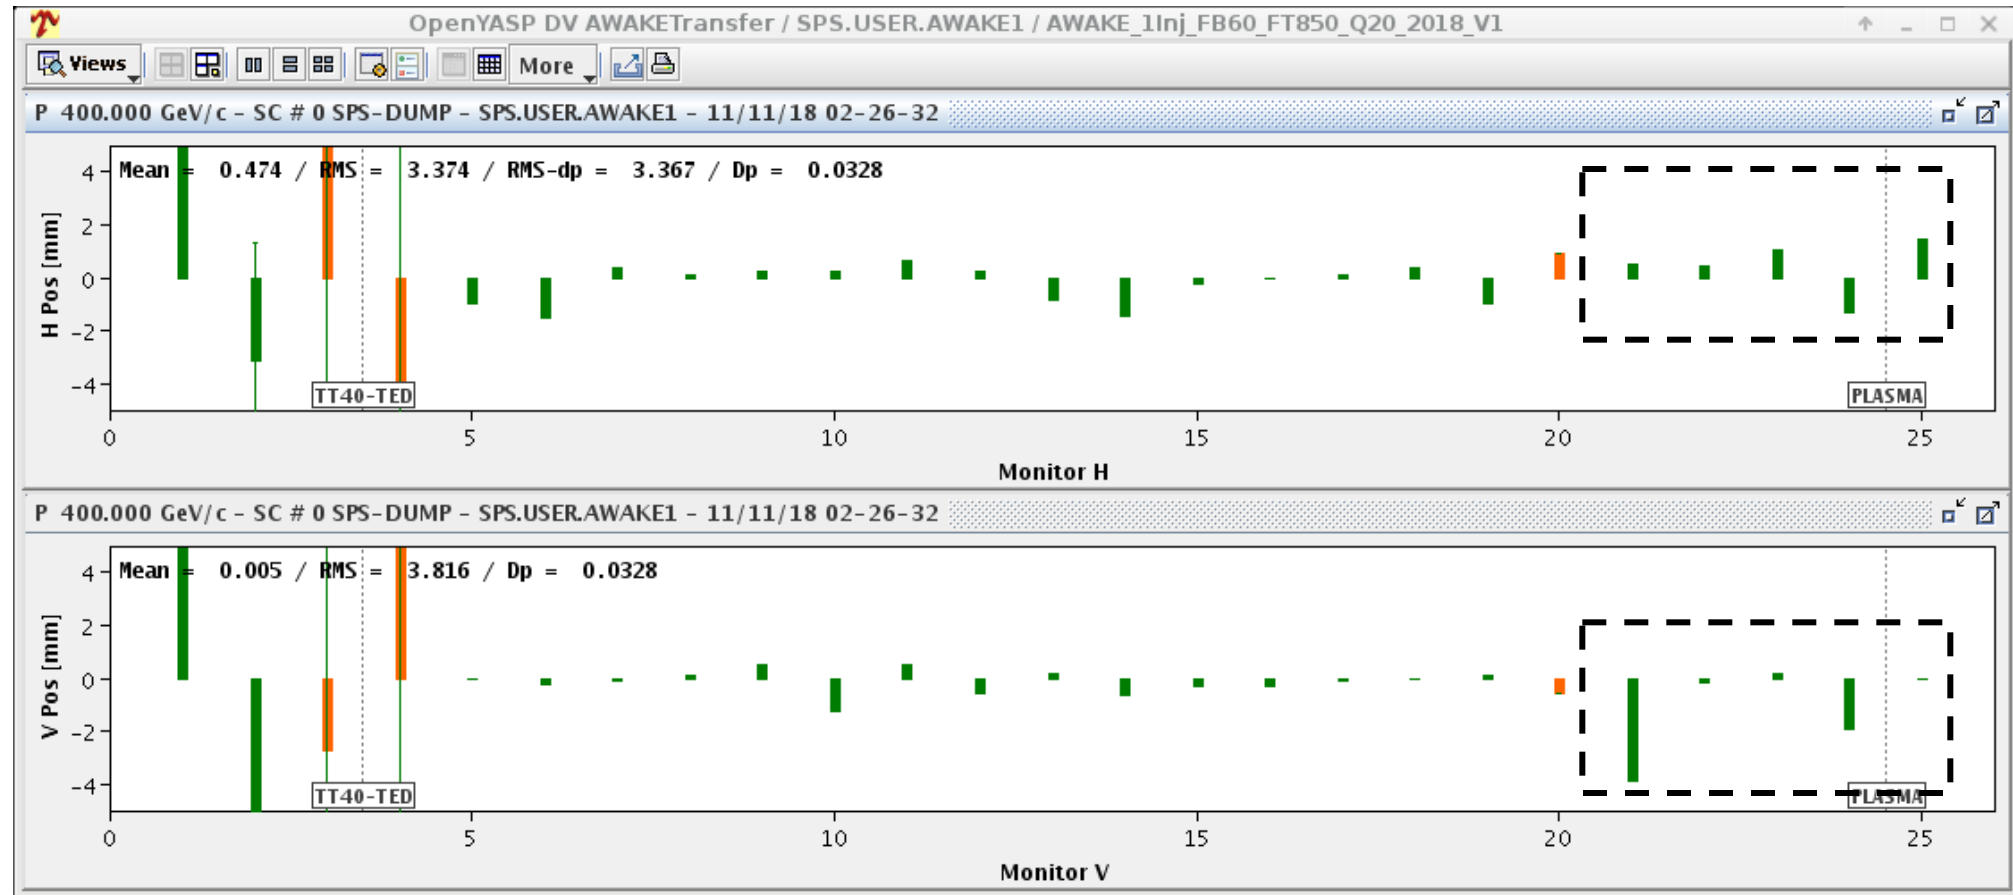 OpenYASP DV AWAKETransfer / SPS.USER.AWAKE1 / AWAKE_1Inj_FB60_FT850_Q20_2018_V1
Views More
P 400.000 GeV/c - SC # 0 SPS-DUMP - SPS.USER.AWAKE1 - 11/11/18 02-26-32
Mean = 0.474 / RMS = 3.374 / RMS-dp = 3.367 / Dp = 0.0328
H Pos [mm]
4
2
0
-2
-4
TT40-TED
PLASMA
0 5 10 15 20 25
Monitor H
P 400.000 GeV/c - SC # 0 SPS-DUMP - SPS.USER.AWAKE1 - 11/11/18 02-26-32
Mean = 0.005 / RMS = 3.816 / Dp = 0.0328
V Pos [mm]
4
2
0
-2
-4
TT40-TED
PLASMA
0 5 10 15 20 25
Monitor V